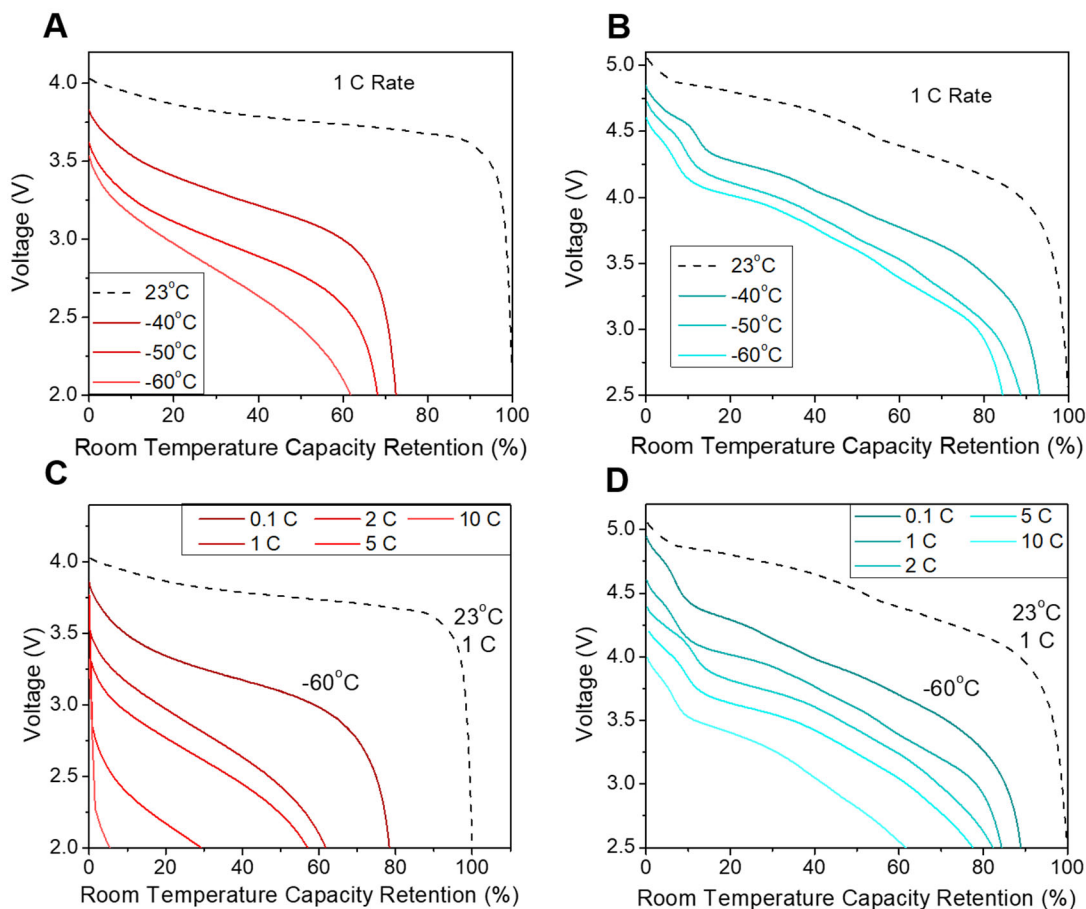 A
1 C Rate
4.0
3.5
3.0
2.5
2.0
Voltage (V)
23°C
-40°C
-50°C
-60°C
0 20 40 60 80 100
Room Temperature Capacity Retention (%)
B
1 C Rate
5.0
4.5
4.0
3.5
3.0
2.5
Voltage (V)
23°C
-40°C
-50°C
-60°C
0 20 40 60 80 100
Room Temperature Capacity Retention (%)
C
0.1 C 2 C 10 C
1 C 5 C
4.0
3.5
3.0
2.5
2.0
Voltage (V)
23°C
1 C
-60°C
0 20 40 60 80 100
Room Temperature Capacity Retention (%)
D
0.1 C 5 C
1 C 10 C
2 C
5.0
4.5
4.0
3.5
3.0
2.5
Voltage (V)
23°C
1 C
-60°C
0 20 40 60 80 100
Room Temperature Capacity Retention (%)